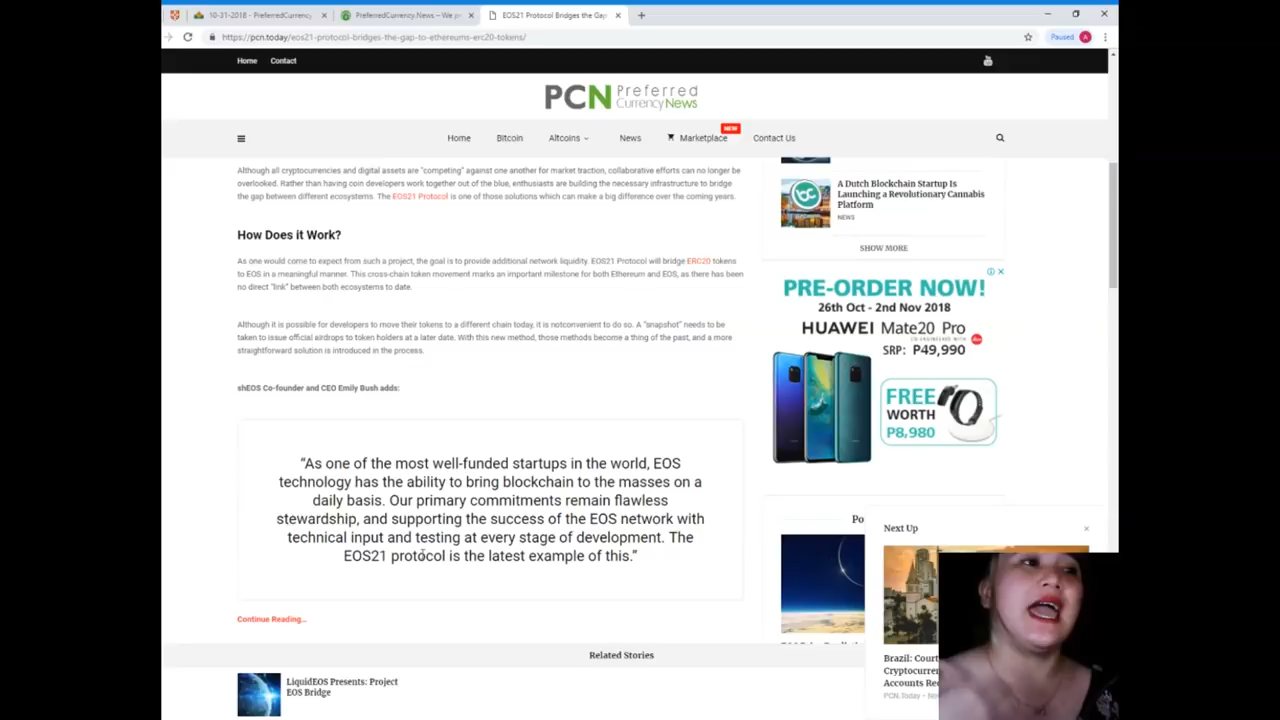 10-31-2018 - PreferredCurrency
PreferredCurrency.News – We pr
EOS21 Protocol Bridges the Gap
https://pcn.today/eos21-protocol-bridges-the-gap-to-ethereums-erc20-tokens/
Paused
A
Home
Contact
PCN Preferred
CurrencyNews
Home
Bitcoin
Altcoins
News
Marketplace
NEW
Contact Us
Although all cryptocurrencies and digital assets are "competing" against one another for market traction, collaborative efforts can no longer be
overlooked. Rather than having coin developers work together out of the blue, enthusiasts are building the necessary infrastructure to bridge
the gap between different ecosystems. The EOS21 Protocol is one of those solutions which can make a big difference over the coming years.
How Does it Work?
As one would come to expect from such a project, the goal is to provide additional network liquidity. EOS21 Protocol will bridge ERC20 tokens
to EOS in a meaningful manner. This cross-chain token movement marks an important milestone for both Ethereum and EOS, as there has been
no direct "link" between both ecosystems to date.
Although it is possible for developers to move their tokens to a different chain today, it is notconvenient to do so. A "snapshot" needs to be
taken to issue official airdrops to token holders at a later date. With this new method, those methods become a thing of the past, and a more
straightforward solution is introduced in the process.
shEOS Co-founder and CEO Emily Bush adds:
“As one of the most well-funded startups in the world, EOS
technology has the ability to bring blockchain to the masses on a
daily basis. Our primary commitments remain flawless
stewardship, and supporting the success of the EOS network with
technical input and testing at every stage of development. The
EOS21 protocol is the latest example of this.”
Continue Reading...
Related Stories
LiquidEOS Presents: Project
EOS Bridge
A Dutch Blockchain Startup Is
Launching a Revolutionary Cannabis
Platform
NEWS
SHOW MORE
PRE-ORDER NOW!
26th Oct - 2nd Nov 2018
HUAWEI Mate20 Pro
SRP: P49,990
FREE
WORTH
P8,980
Po
Next Up
Brazil: Court
Cryptocurre
Accounts Re
PCN.Today - No